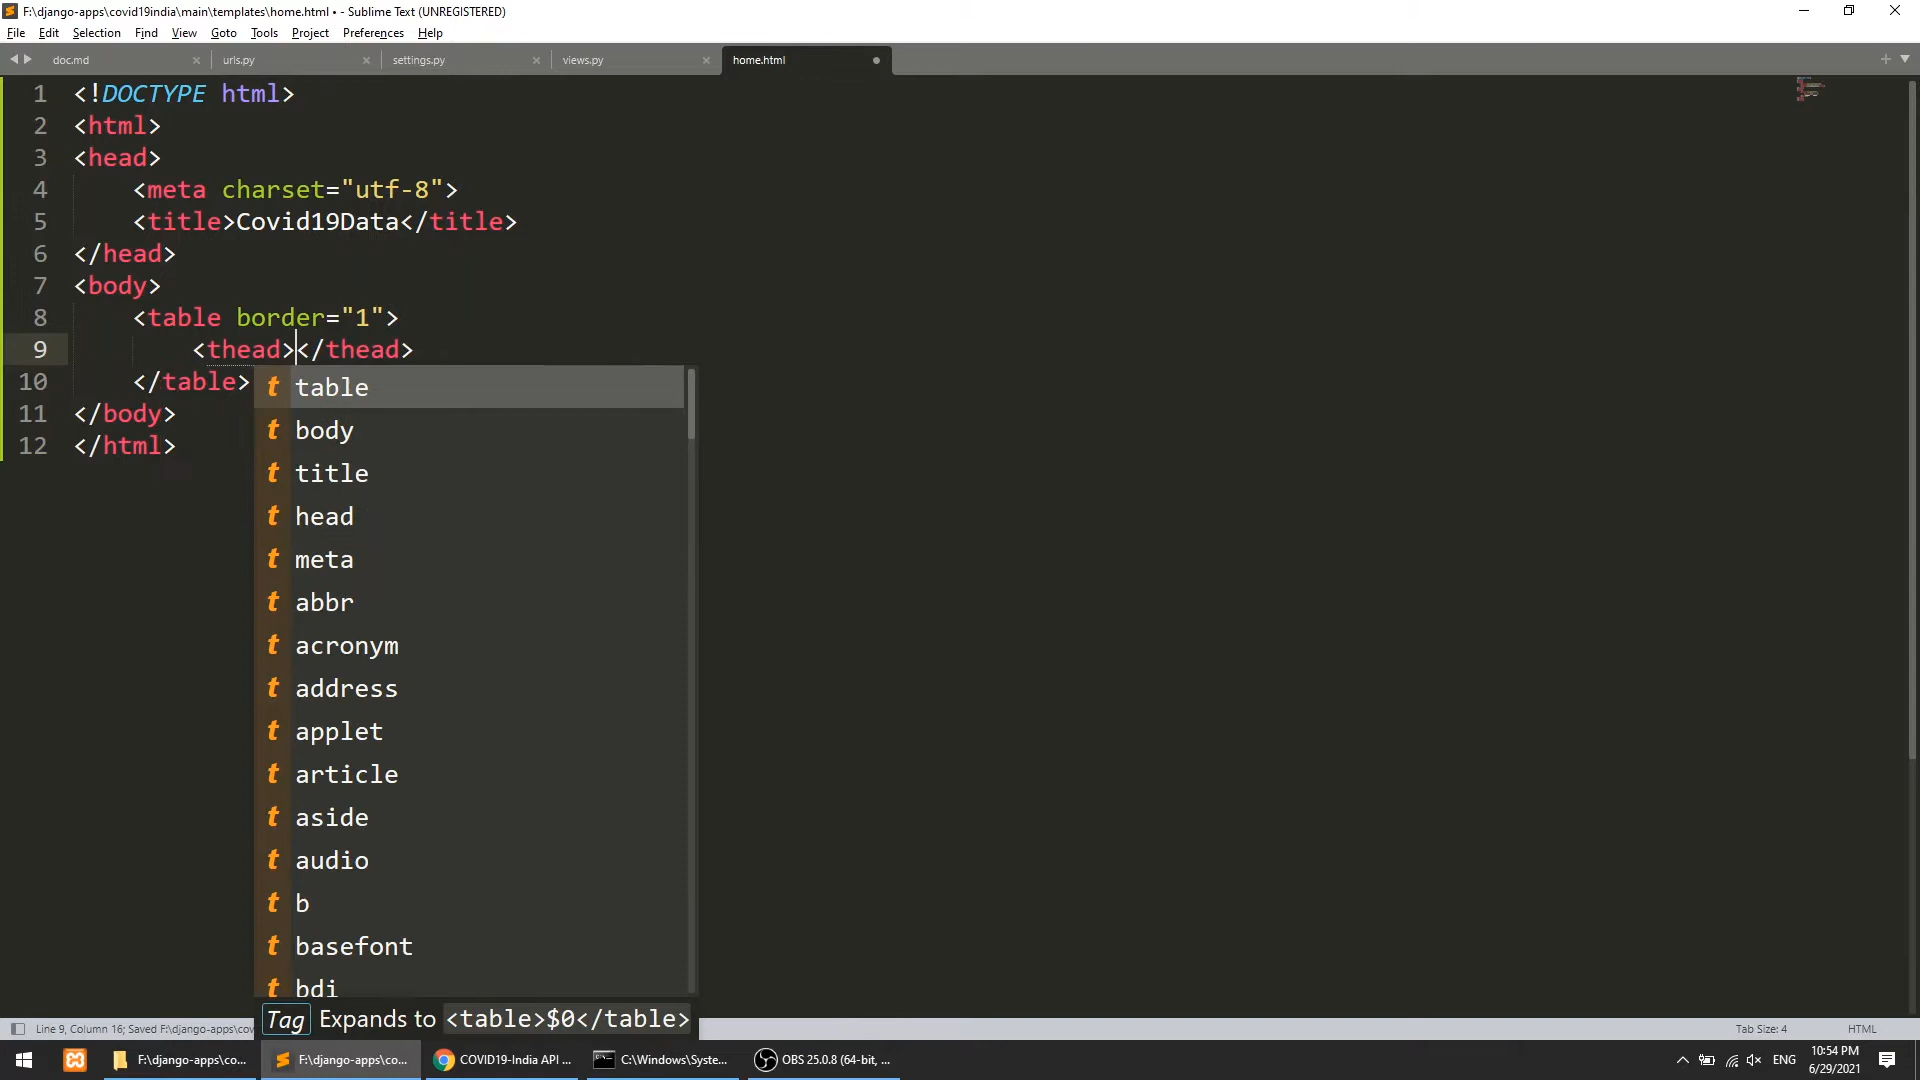 F:\django-apps\covid19india\main\templates\home.html • - Sublime Text (UNREGISTERED)
File Edit Selection Find View Goto Tools Project Preferences Help
doc.md urls.py settings.py views.py home.html
1 <!DOCTYPE html>
2 <html>
3 <head>
4 <meta charset="utf-8">
5 <title>Covid19Data</title>
6 </head>
7 <body>
8 <table border="1">
9 <thead></thead>
10 </table>
11 </body>
12 </html>
t table
t body
t title
t head
t meta
t abbr
t acronym
t address
t applet
t article
t aside
t audio
t b
t basefont
t bdi
Tag Expands to <table>$0</table>
Line 9, Column 16; Saved F:\django-apps\cov
Tab Size: 4 HTML
F:\django-apps\co... F:\django-apps\co... COVID19-India API ... C:\Windows\Syste... OBS 25.0.8 (64-bit, ... ENG 10:54 PM
6/29/2021